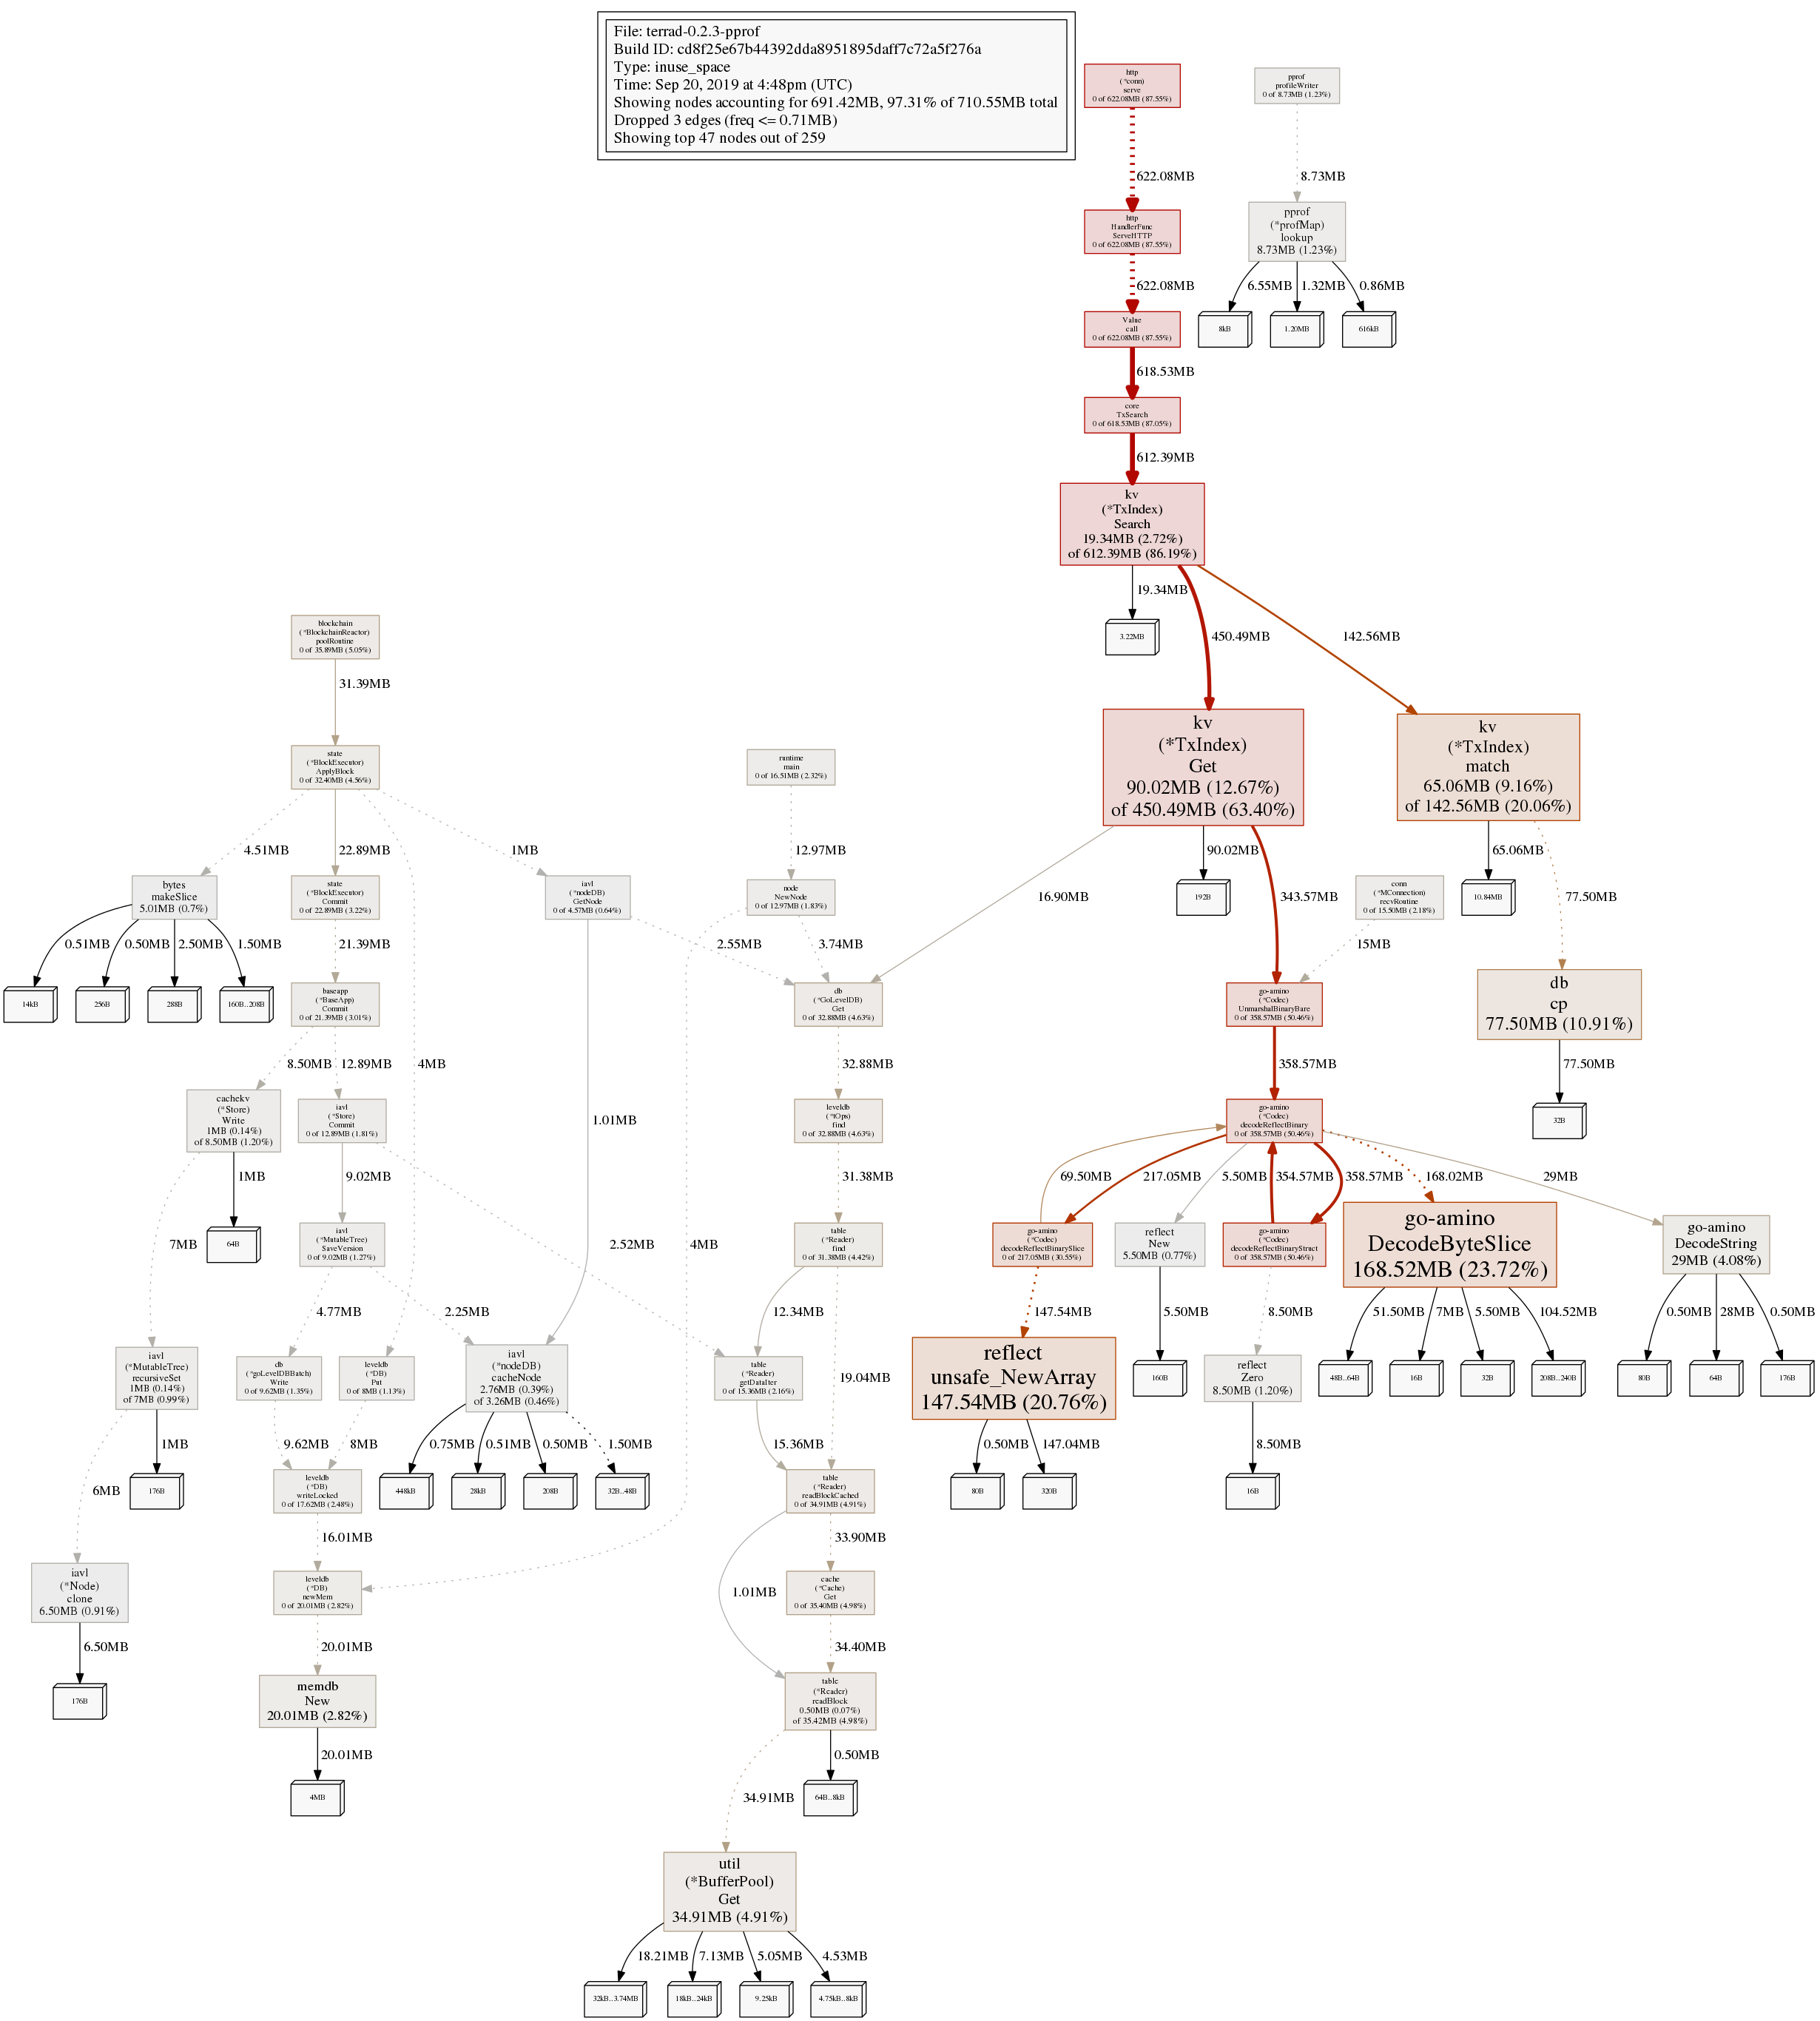 File: terrad-0.2.3-pprof
Build ID: cd8f25e67b44392dda8951895daff7c72a5f276a
Type: inuse_space
Time: Sep 20, 2019 at 4:48pm (UTC)
Showing nodes accounting for 691.42MB, 97.31% of 710.55MB total
Dropped 3 edges (freq <= 0.71MB)
Showing top 47 nodes out of 259
http
(*conn)
serve
0 of 622.08MB (87.55%)
pprof
profileWriter
0 of 8.73MB (1.23%)
622.08MB
8.73MB
http
HandlerFunc
ServeHTTP
0 of 622.08MB (87.55%)
pprof
(*profMap)
lookup
8.73MB (1.23%)
622.08MB
6.55MB
1.32MB
0.86MB
Value
call
0 of 622.08MB (87.55%)
8kB
1.20MB
616kB
618.53MB
core
TxSearch
0 of 618.53MB (87.05%)
612.39MB
kv
(*TxIndex)
Search
19.34MB (2.72%)
of 612.39MB (86.19%)
19.34MB
3.22MB
450.49MB
142.56MB
blockchain
(*BlockchainReactor)
poolRoutine
0 of 35.89MB (5.05%)
31.39MB
state
(*BlockExecutor)
ApplyBlock
0 of 32.40MB (4.56%)
runtime
main
0 of 16.51MB (2.32%)
kv
(*TxIndex)
Get
90.02MB (12.67%)
of 450.49MB (63.40%)
kv
(*TxIndex)
match
65.06MB (9.16%)
of 142.56MB (20.06%)
4.51MB
22.89MB
1MB
12.97MB
16.90MB
90.02MB
343.57MB
65.06MB
77.50MB
bytes
makeSlice
5.01MB (0.7%)
state
(*BlockExecutor)
Commit
0 of 22.89MB (3.22%)
iavl
(*nodeDB)
GetNode
0 of 4.57MB (0.64%)
node
NewNode
0 of 12.97MB (1.83%)
192B
conn
(*MConnection)
recvRoutine
0 of 15.50MB (2.18%)
10.84MB
0.51MB
0.50MB
2.50MB
1.50MB
21.39MB
2.55MB
3.74MB
15MB
14kB
256B
288B
160B..208B
baseapp
(*BaseApp)
Commit
0 of 21.39MB (3.01%)
db
(*GoLevelDB)
Get
0 of 32.88MB (4.63%)
go-amino
(*Codec)
UnmarshalBinaryBare
0 of 358.57MB (50.46%)
db
cp
77.50MB (10.91%)
8.50MB
12.89MB
4MB
32.88MB
358.57MB
77.50MB
cachekv
(*Store)
Write
1MB (0.14%)
of 8.50MB (1.20%)
iavl
(*Store)
Commit
0 of 12.89MB (1.81%)
1.01MB
leveldb
(*tOps)
find
0 of 32.88MB (4.63%)
go-amino
(*Codec)
decodeReflectBinary
0 of 358.57MB (50.46%)
32B
1MB
9.02MB
31.38MB
69.50MB
217.05MB
5.50MB
354.57MB
358.57MB
168.02MB
29MB
7MB
64B
iavl
(*MutableTree)
SaveVersion
0 of 9.02MB (1.27%)
2.52MB
4MB
table
(*Reader)
find
0 of 31.38MB (4.42%)
go-amino
(*Codec)
decodeReflectBinarySlice
0 of 217.05MB (30.55%)
reflect
New
5.50MB (0.77%)
go-amino
(*Codec)
decodeReflectBinaryStruct
0 of 358.57MB (50.46%)
go-amino
DecodeByteSlice
168.52MB (23.72%)
go-amino
DecodeString
29MB (4.08%)
4.77MB
2.25MB
12.34MB
147.54MB
5.50MB
8.50MB
51.50MB
7MB
5.50MB
104.52MB
0.50MB
28MB
0.50MB
iavl
(*MutableTree)
recursiveSet
1MB (0.14%)
of 7MB (0.99%)
db
(*goLevelDBBatch)
Write
0 of 9.62MB (1.35%)
leveldb
(*DB)
Put
0 of 8MB (1.13%)
iavl
(*nodeDB)
cacheNode
2.76MB (0.39%)
of 3.26MB (0.46%)
table
(*Reader)
getDataIter
0 of 15.36MB (2.16%)
19.04MB
reflect
unsafe_NewArray
147.54MB (20.76%)
160B
reflect
Zero
8.50MB (1.20%)
48B..64B
16B
32B
208B..240B
80B
64B
176B
1MB
9.62MB
8MB
0.75MB
0.51MB
0.50MB
1.50MB
15.36MB
0.50MB
147.04MB
8.50MB
6MB
176B
leveldb
(*DB)
writeLocked
0 of 17.62MB (2.48%)
448kB
28kB
208B
32B..48B
table
(*Reader)
readBlockCached
0 of 34.91MB (4.91%)
80B
320B
16B
16.01MB
33.90MB
iavl
(*Node)
clone
6.50MB (0.91%)
leveldb
(*DB)
newMem
0 of 20.01MB (2.82%)
1.01MB
cache
(*Cache)
Get
0 of 35.40MB (4.98%)
6.50MB
20.01MB
34.40MB
176B
memdb
New
20.01MB (2.82%)
table
(*Reader)
readBlock
0.50MB (0.07%)
of 35.42MB (4.98%)
20.01MB
0.50MB
4MB
34.91MB
64B..8kB
util
(*BufferPool)
Get
34.91MB (4.91%)
18.21MB
7.13MB
5.05MB
4.53MB
32kB..3.74MB
18kB..24kB
9.25kB
4.75kB..8kB